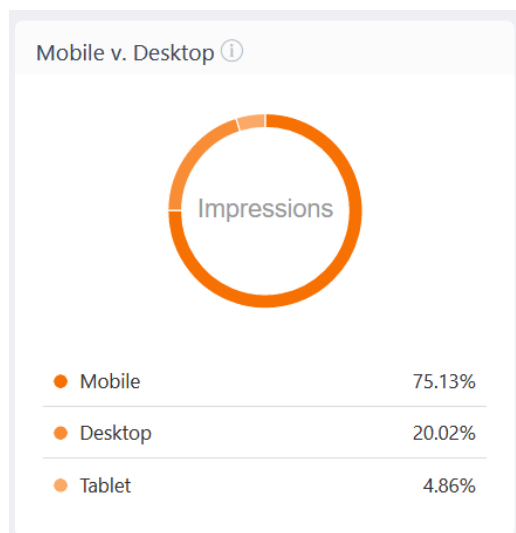 Mobile v. Desktop
Impressions
Mobile 75.13%
Desktop 20.02%
Tablet 4.86%